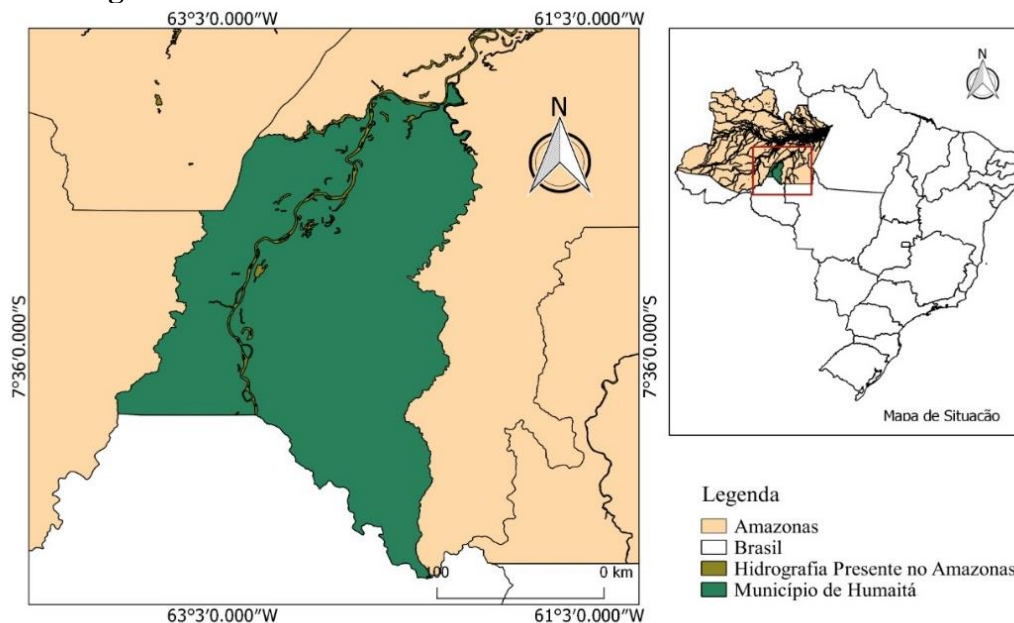 63°3′0.000″W
61°3′0.000″W
N
7°36′0.000″S
7°36′0.000″S
100
0 km
63°3′0.000″W
61°3′0.000″W
N
Mapa de Situação
Legenda
Amazonas
Brasil
Hidrografia Presente no Amazonas
Município de Humaitá